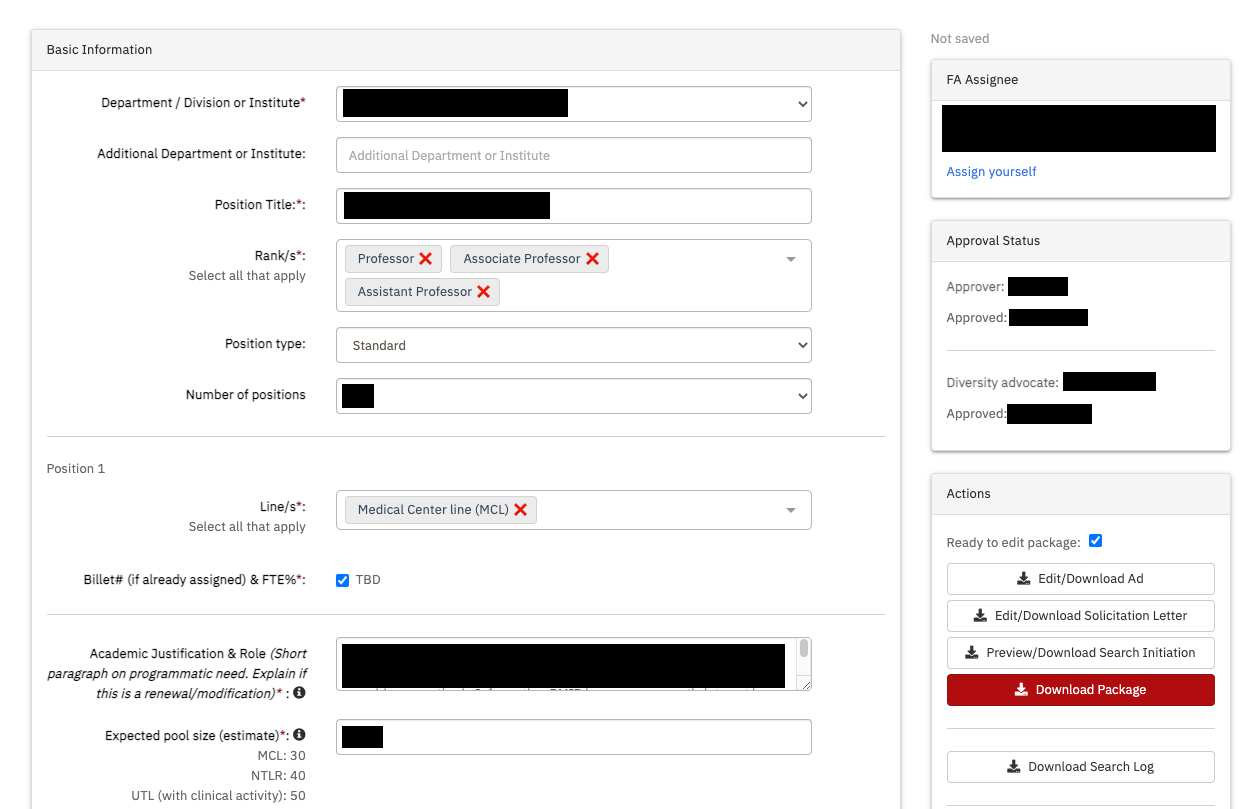 Basic Information
Department / Division or Institute*
Additional Department or Institute:
Additional Department or Institute
Position Title:*:
Rank/s*:
Select all that apply
Professor
Associate Professor
Assistant Professor
Position type:
Standard
Number of positions
Position 1
Line/s*:
Select all that apply
Medical Center line (MCL)
Billet# (if already assigned) & FTE%*:
TBD
Academic Justification & Role (Short
paragraph on programmatic need. Explain if
this is a renewal/modification)* :
Expected pool size (estimate)*:
MCL: 30
NTLR: 40
UTL (with clinical activity): 50
Not saved
FA Assignee
Assign yourself
Approval Status
Approver:
Approved:
Diversity advocate:
Approved:
Actions
Ready to edit package:
Edit/Download Ad
Edit/Download Solicitation Letter
Preview/Download Search Initiation
Download Package
Download Search Log